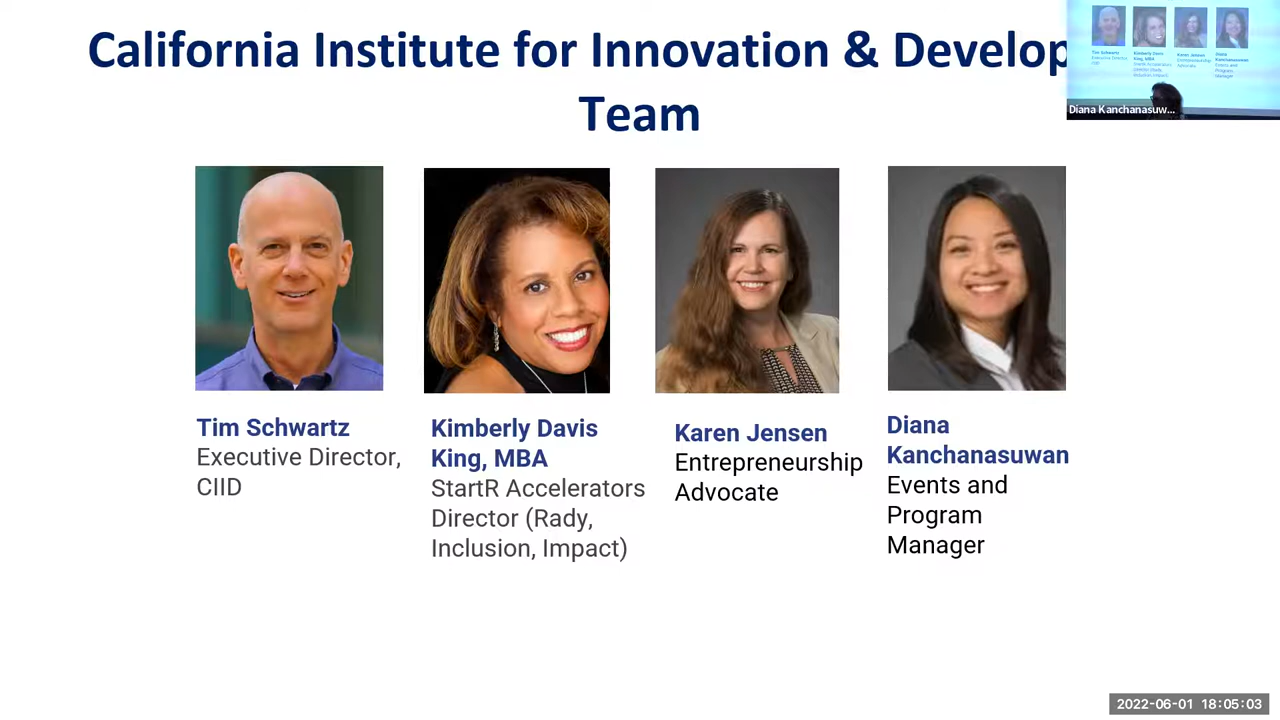 California Institute for Innovation & Develop
Team
Diana Kanchanasuw...
Tim Schwartz
Executive Director,
CIID
Kimberly Davis
King, MBA
StartR Accelerators
Director (Rady,
Inclusion, Impact)
Karen Jensen
Entrepreneurship
Advocate
Diana
Kanchanasuwan
Events and
Program
Manager
2022-06-01 18:05:03